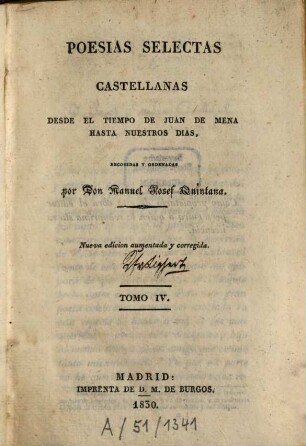 POESIAS SELECTAS
CASTELLANAS
DESDE EL TIEMPO DE JUAN DE MENA
HASTA NUESTROS DIAS,
RECOGIDAS Y ORDENADAS
por Don Manuel Josef Quintana.
Nueva edicion aumentada y corregida.
TOMO IV.
MADRID:
IMPRENTA DE D. M. DE BURGOS.
1830.
A/51/1341